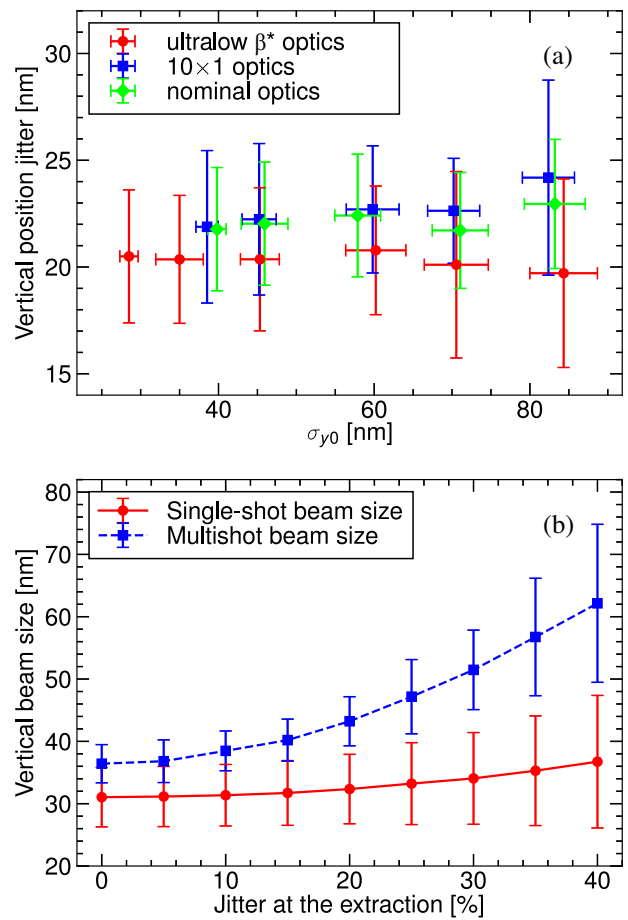 ultralow β* optics
10×1 optics
nominal optics
(a)
Vertical position jitter [nm]
30
25
20
15
40 60 80
σy0 [nm]
Single-shot beam size
Multishot beam size
(b)
Vertical beam size [nm]
80
70
60
50
40
30
20
0 10 20 30 40
Jitter at the extraction [%]